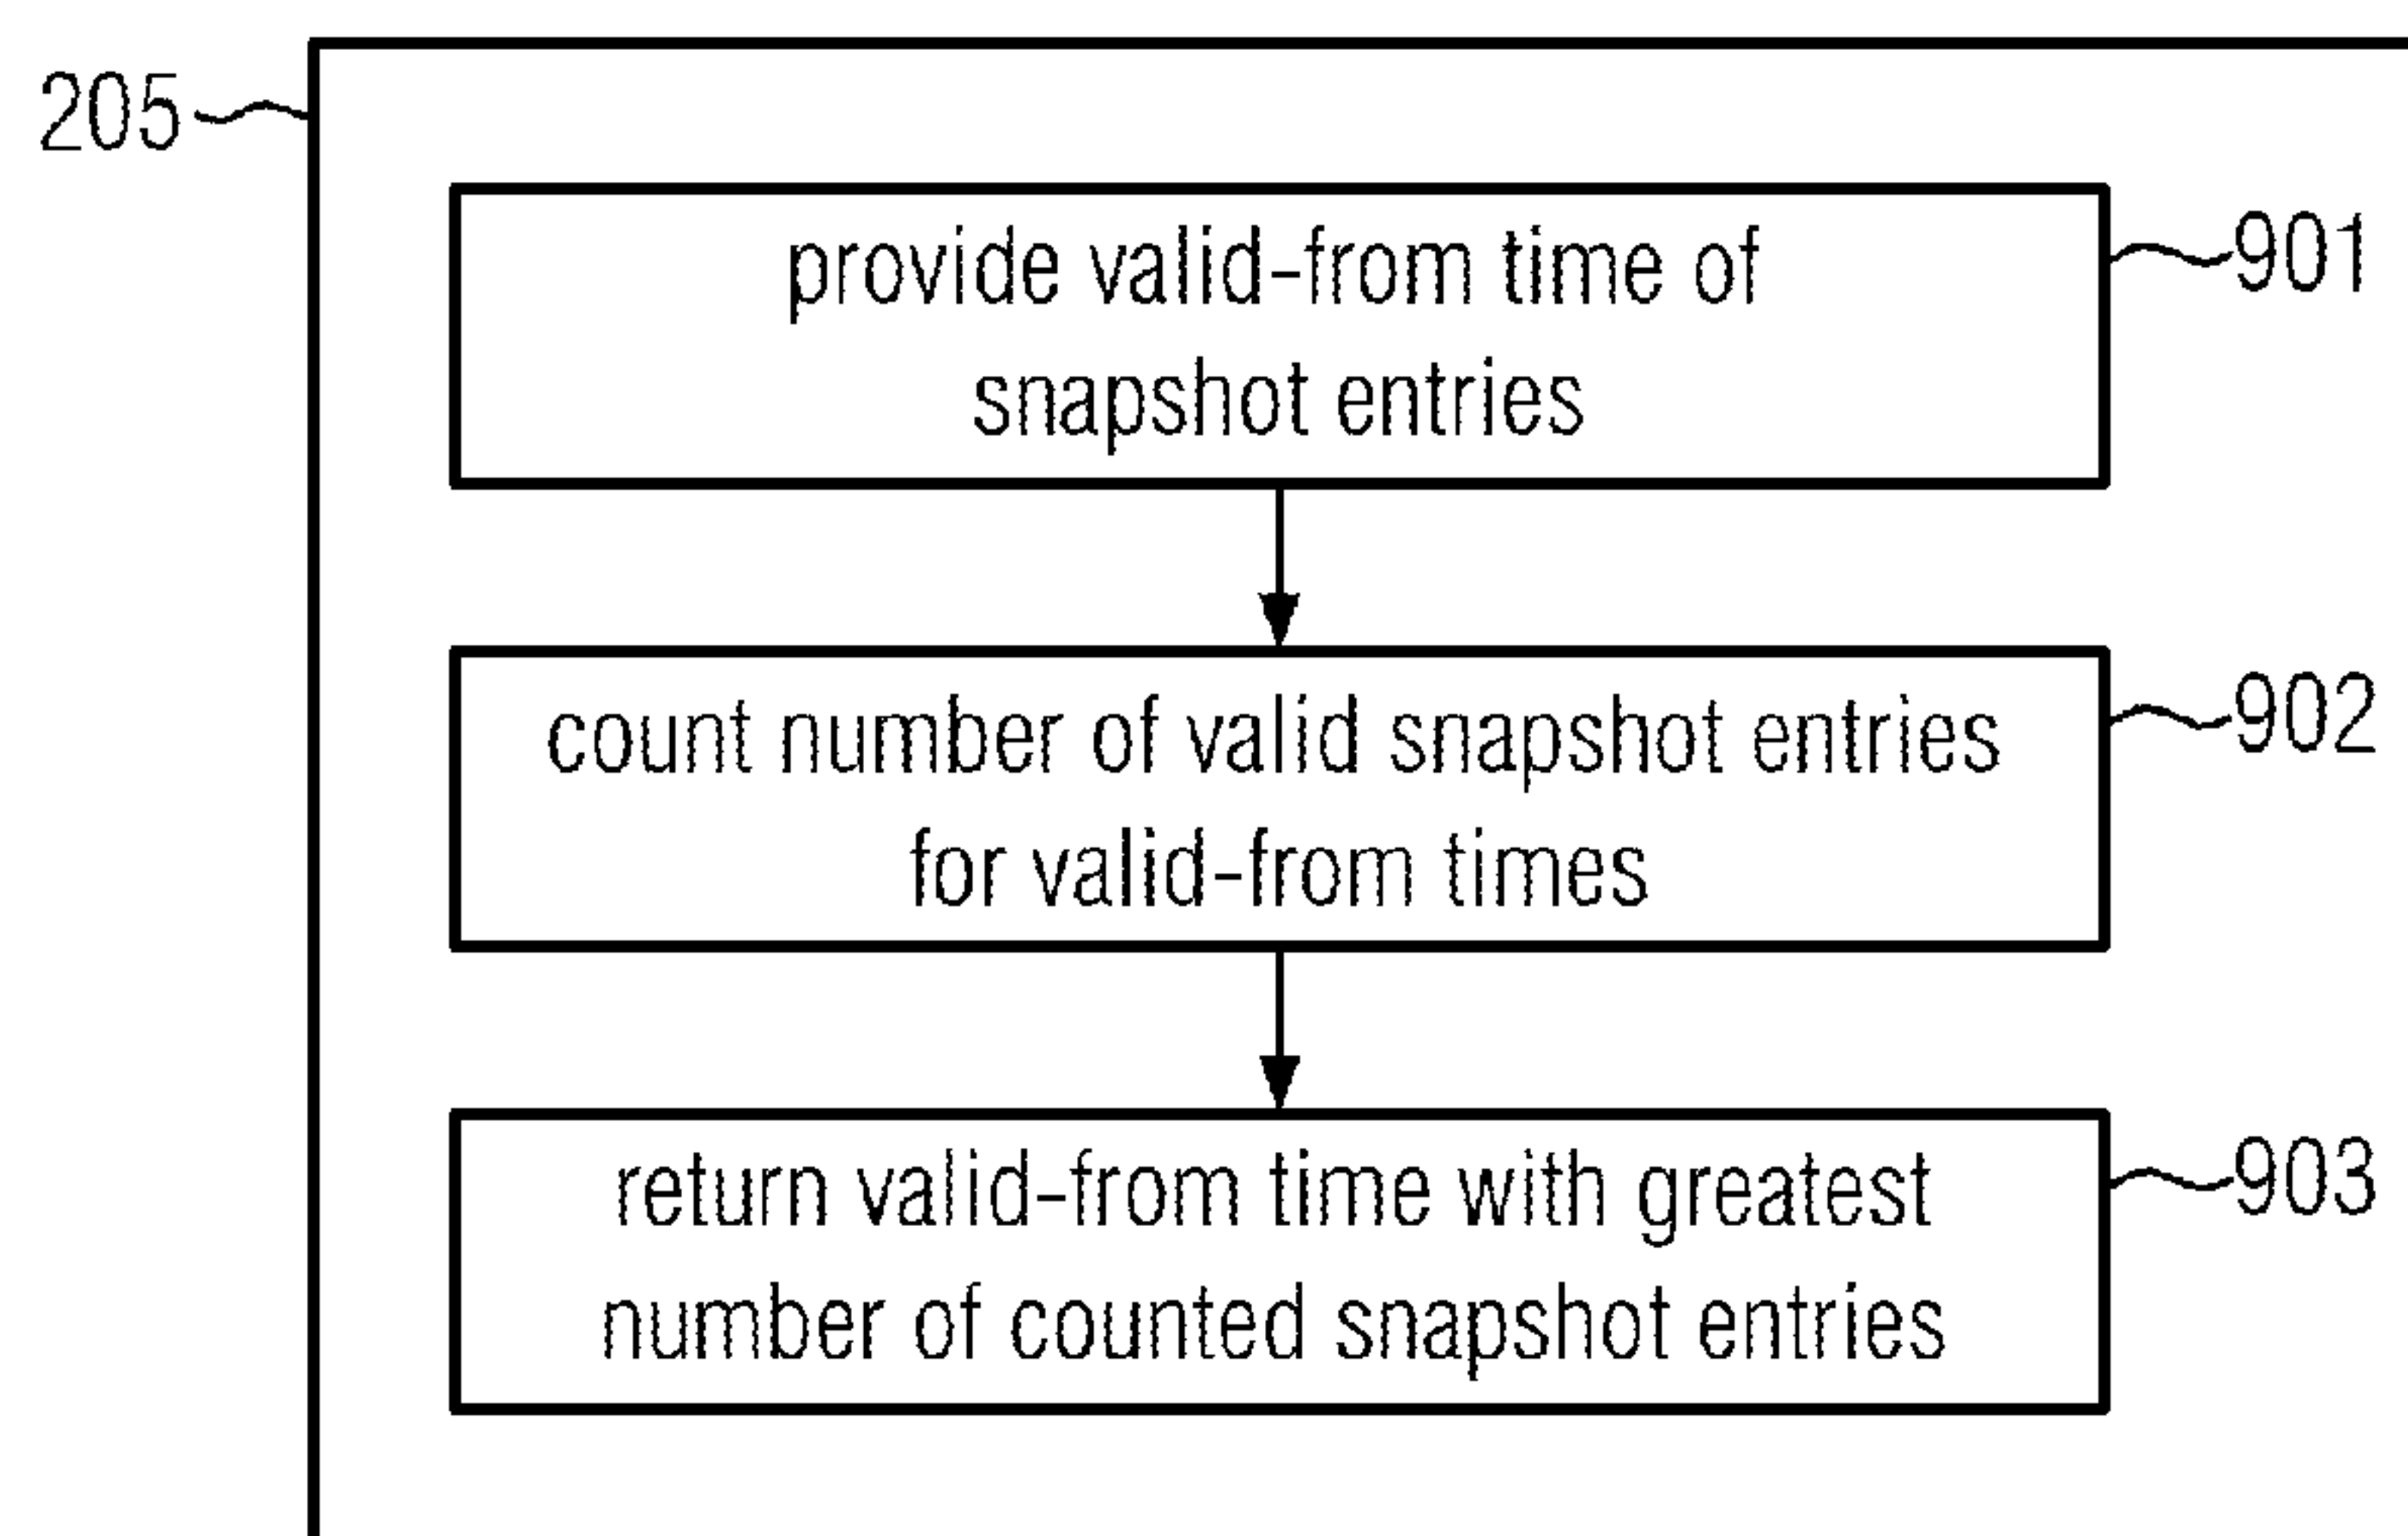 205
provide valid-from time of
snapshot entries
901
count number of valid snapshot entries
for valid-from times
902
return valid-from time with greatest
number of counted snapshot entries
903